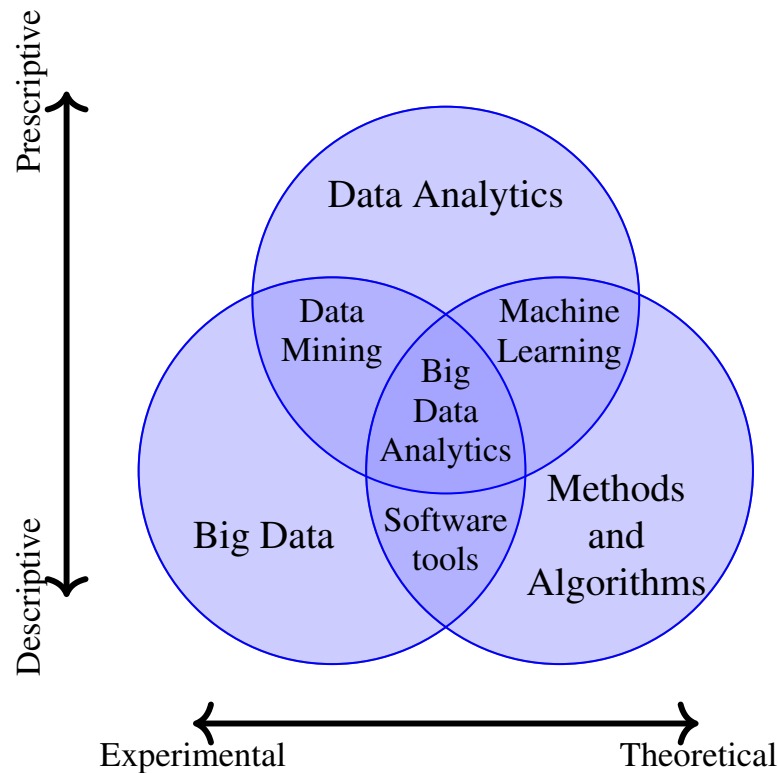 Prescriptive
Descriptive
Data Analytics
Data
Mining
Machine
Learning
Big
Data
Analytics
Big Data
Software
tools
Methods
and
Algorithms
Experimental
Theoretical